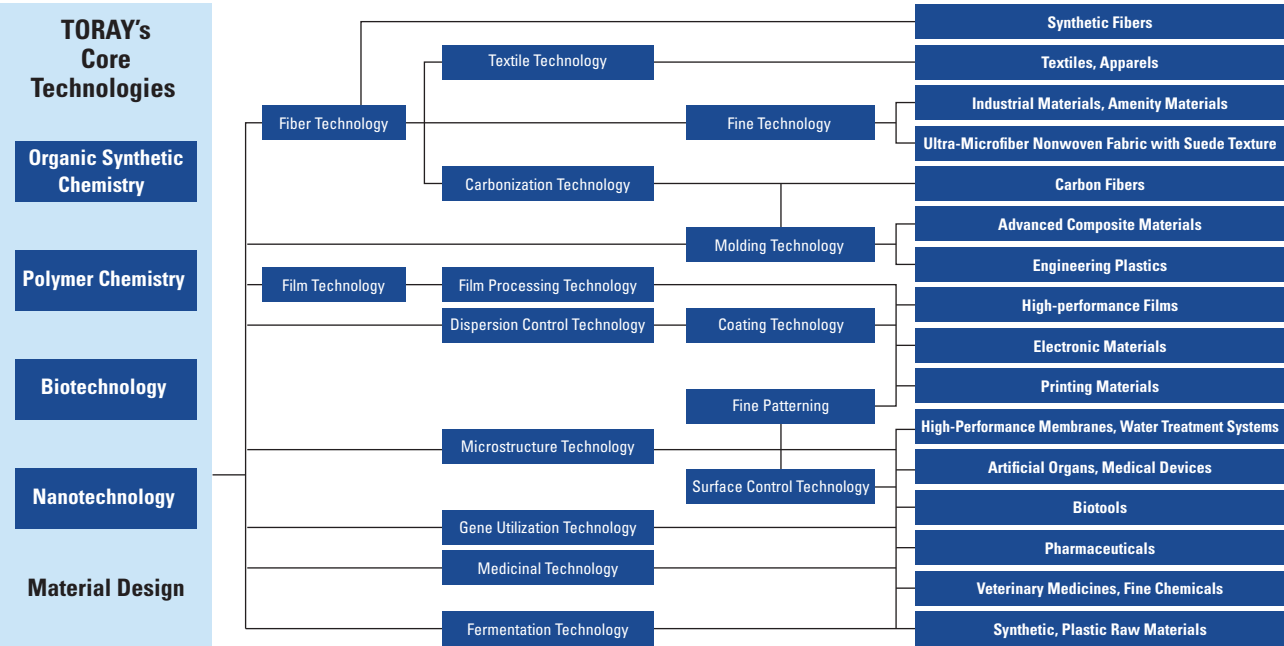 TORAY's
Core
Technologies
Organic Synthetic
Chemistry
Polymer Chemistry
Biotechnology
Nanotechnology
Material Design
Fiber Technology
Film Technology
Textile Technology
Carbonization Technology
Film Processing Technology
Dispersion Control Technology
Microstructure Technology
Gene Utilization Technology
Medicinal Technology
Fermentation Technology
Fine Technology
Molding Technology
Coating Technology
Fine Patterning
Surface Control Technology
Synthetic Fibers
Textiles, Apparels
Industrial Materials, Amenity Materials
Ultra-Microfiber Nonwoven Fabric with Suede Texture
Carbon Fibers
Advanced Composite Materials
Engineering Plastics
High-performance Films
Electronic Materials
Printing Materials
High-Performance Membranes, Water Treatment Systems
Artificial Organs, Medical Devices
Biotools
Pharmaceuticals
Veterinary Medicines, Fine Chemicals
Synthetic, Plastic Raw Materials